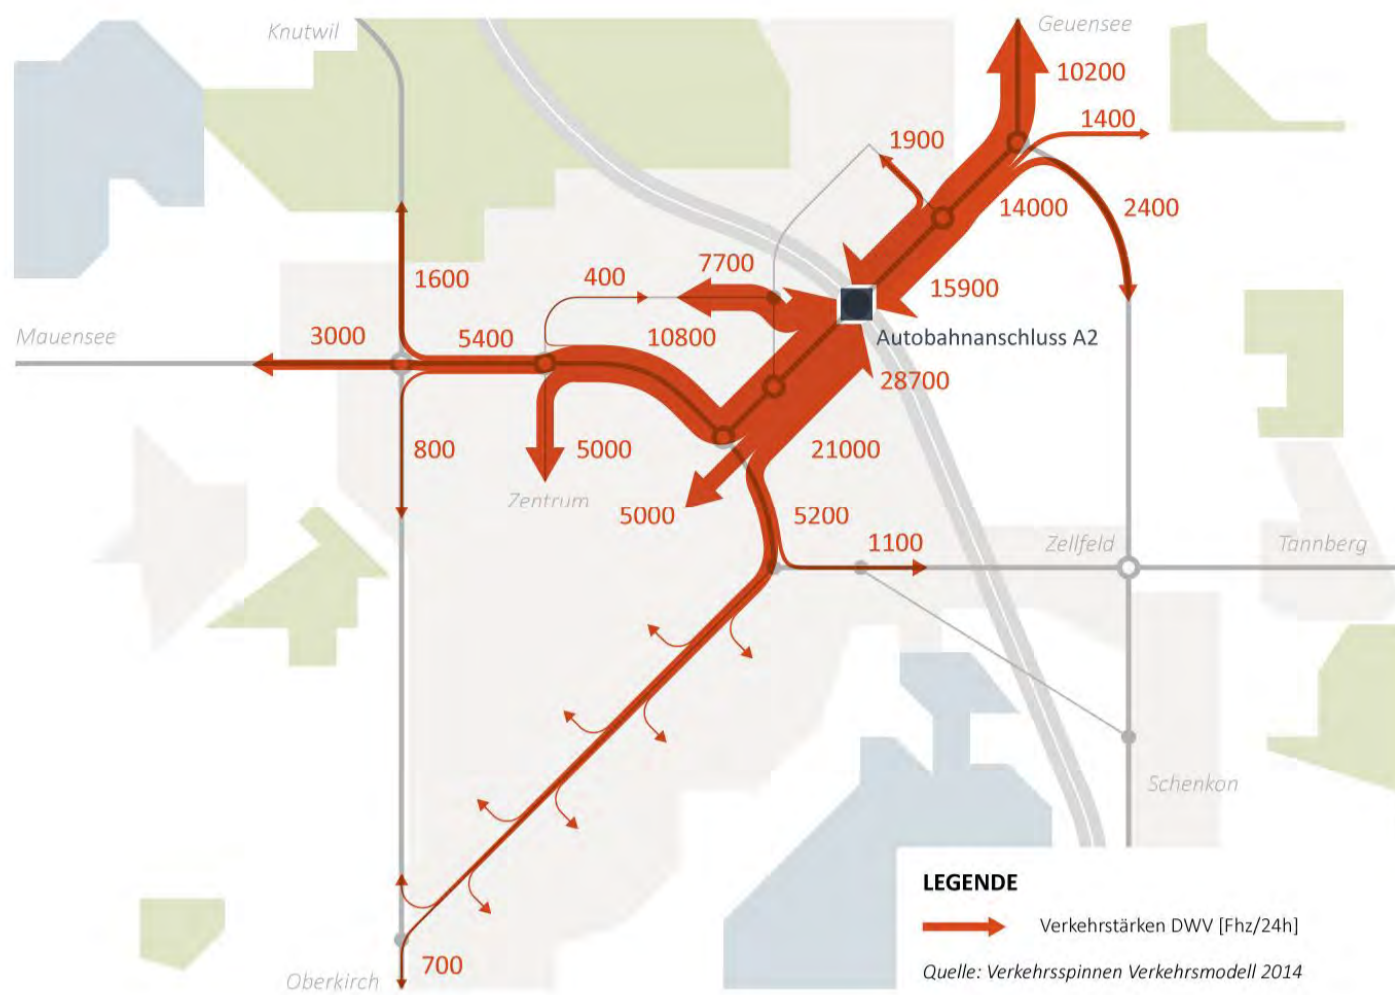 Knutwil
Geuensee
10200
1400
1900
14000
2400
7700
400
1600
15900
Mauensee
3000
5400
10800
Autobahnanschluss A2
28700
800
5000
21000
Zentrum
5000
5200
1100
Zellfeld
Tannberg
Schenkon
LEGENDE
Verkehrstärken DWV [Fhz/24h]
Quelle: Verkehrsspinnen Verkehrsmodell 2014
700
Oberkirch